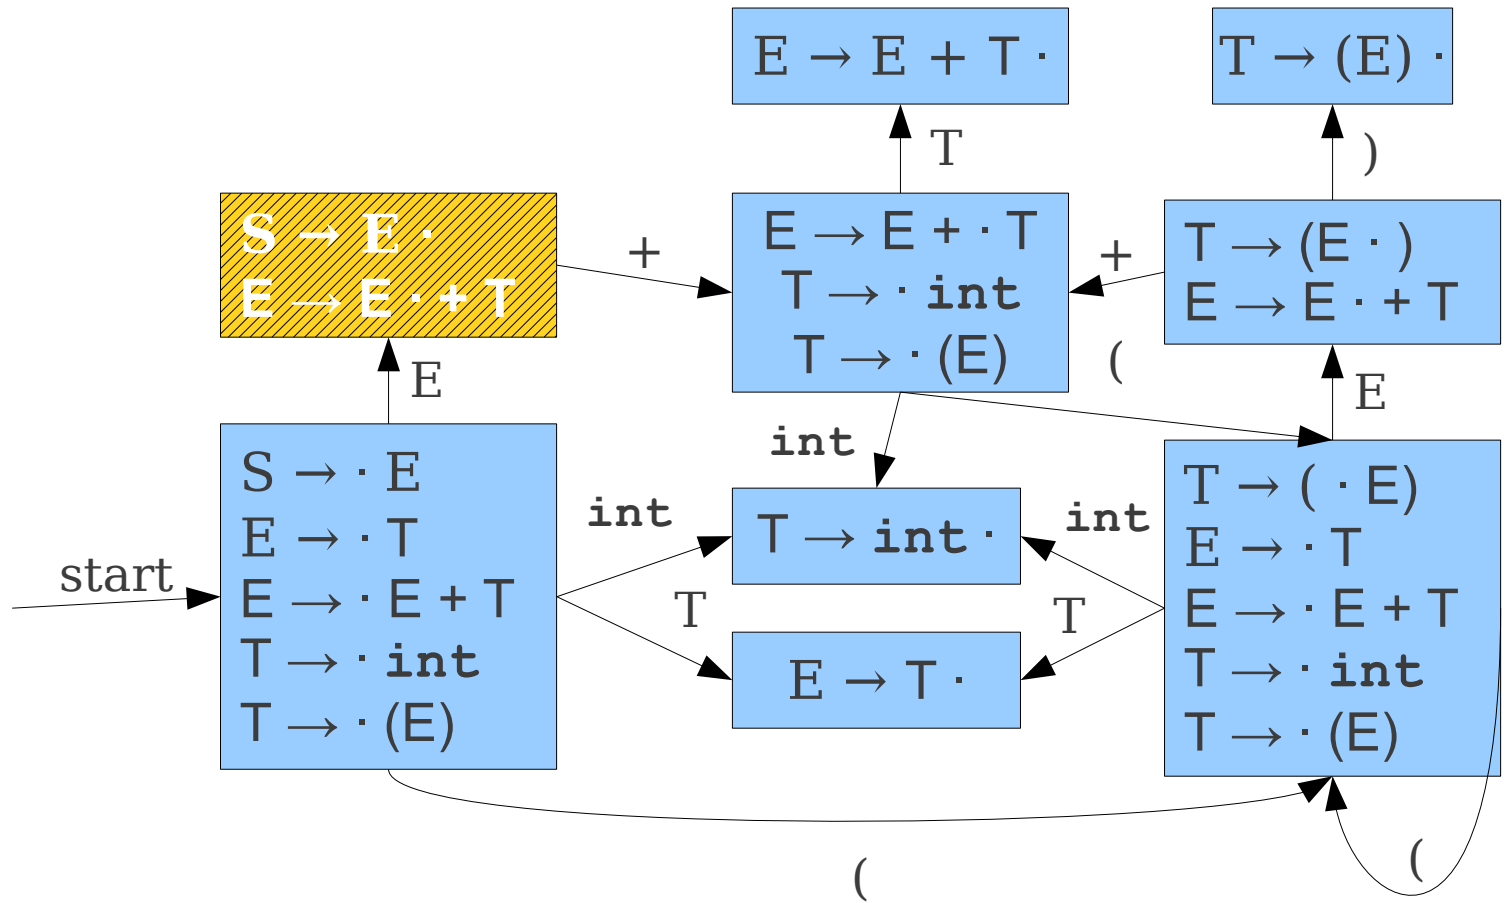 E → E + T ·
T → (E) ·
T
)
S → E ·
E → E · + T
+
E → E + · T
T → · int
T → · (E)
+
T → (E · )
E → E · + T
E
(
E
int
S → · E
E → · T
E → · E + T
T → · int
T → · (E)
start
int
T
T → int ·
E → T ·
int
T
T → ( · E)
E → · T
E → · E + T
T → · int
T → · (E)
(
(